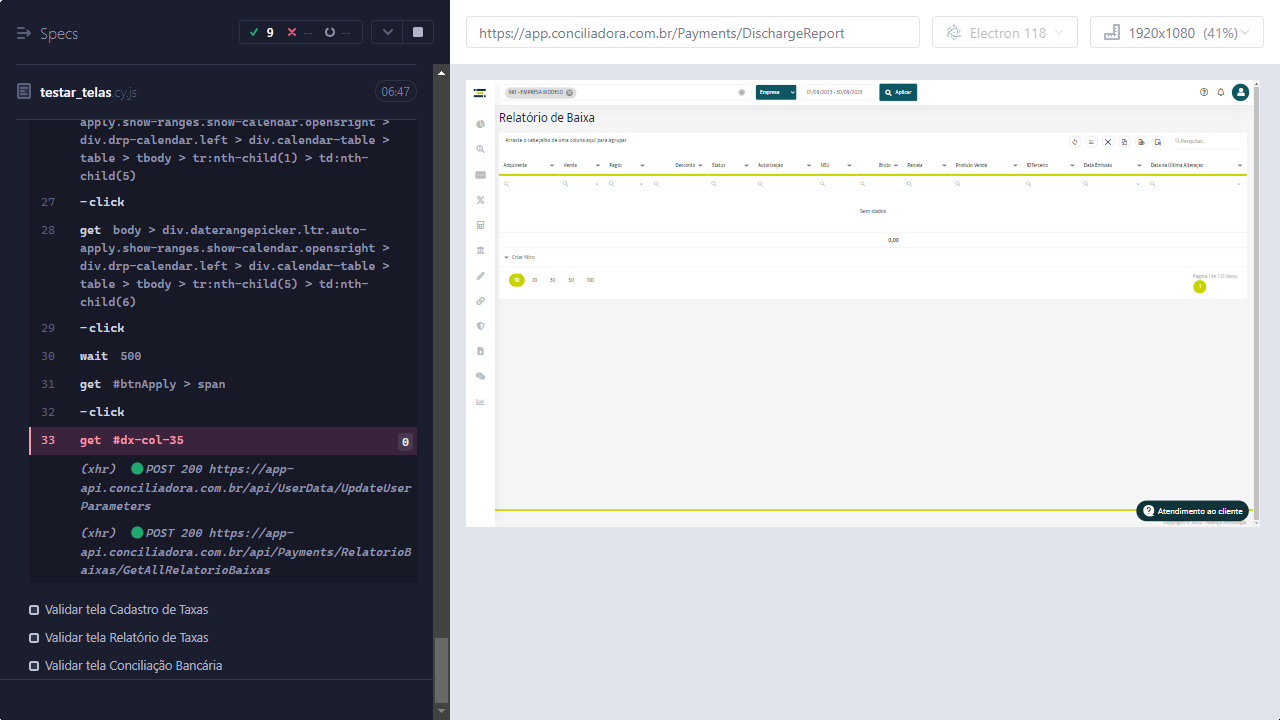 Specs
9
--
--
testar_telas.cy.js
06:47
apply.show-ranges.show-calendar.opensright >
div.drp-calendar.left > div.calendar-table >
table > tbody > tr:nth-child(1) > td:nth-
child(5)
27 -click
28 get body > div.daterangepicker.ltr.auto-
apply.show-ranges.show-calendar.opensright >
div.drp-calendar.left > div.calendar-table >
table > tbody > tr:nth-child(5) > td:nth-
child(6)
29 -click
30 wait 500
31 get #btnApply > span
32 -click
33 get #dx-col-35 0
(xhr) POST 200 https://app-
api.conciliadora.com.br/api/UserData/UpdateUser
Parameters
(xhr) POST 200 https://app-
api.conciliadora.com.br/api/Payments/RelatorioB
aixas/GetAllRelatorioBaixas
Validar tela Cadastro de Taxas
Validar tela Relatório de Taxas
Validar tela Conciliação Bancária
https://app.conciliadora.com.br/Payments/DischargeReport
Electron 118
1920x1080 (41%)
EMPRESA MODELO
Empresa
01/09/2023 - 30/09/2023
Aplicar
Relatório de Baixa
Arraste o cabeçalho de uma coluna aqui para agrupar
Pesquisar...
Adquirente Venda Pagto Desconto Status Autorização NSU Bruto Parcela Produto Venda IDTerceiro Data Emissão Data da Ultima Alteração
Sem dados
0,00
Criar filtro
10 20 30 50 100
Página 1 de 1 (0 items)
1
Atendimento ao cliente